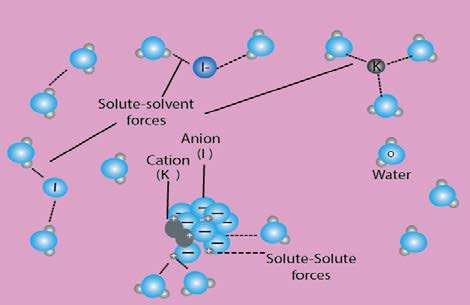 I-
K
Solute-solvent
forces
Anion
(I )
Cation
(K )
I
o
Water
Solute-Solute
forces